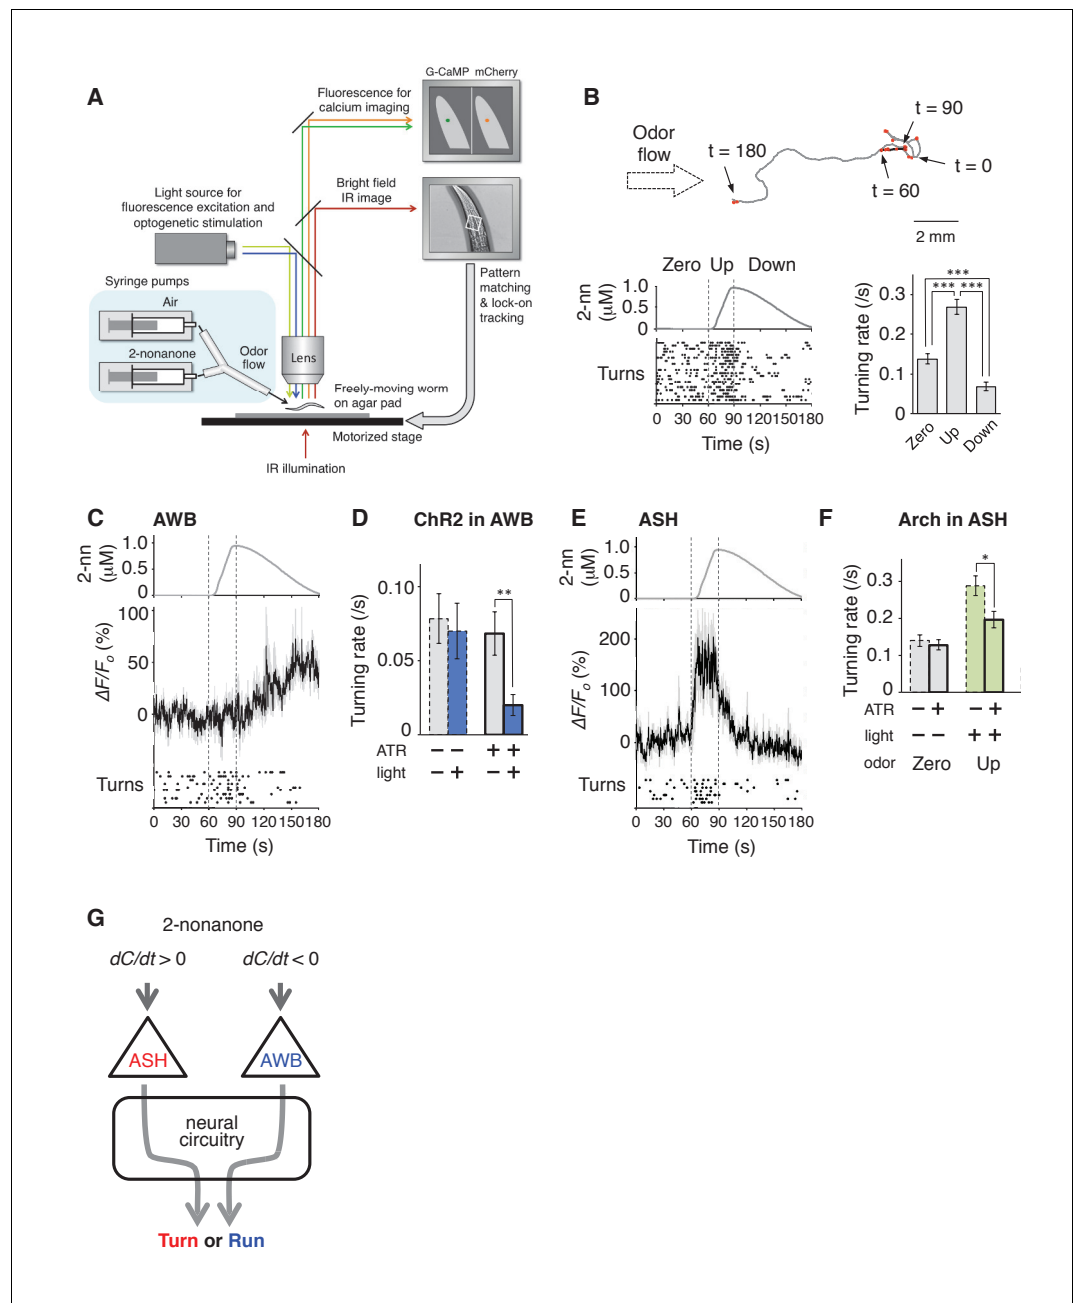 A
G-CaMP mCherry
Fluorescence for
calcium imaging
Bright field
IR image
Light source for
fluorescence excitation and
optogenetic stimulation
Pattern
matching
& lock-on
tracking
Syringe pumps
Air
2-nonanone
Odor
flow
Lens
Freely-moving worm
on agar pad
Motorized stage
IR illumination
B
Odor
flow
t = 180
t = 90
t = 0
t = 60
2 mm
Zero Up Down
2-nn
(μM)
1.0
0.5
0
Turns
0 30 60 90 120 150 180
Time (s)
Turning rate (/s)
0.3
0.2
0.1
0
***
*** ***
Zero
Up
Down
C AWB
2-nn
(μM)
1.0
0.5
0
ΔF/Fo (%)
100
50
0
Turns
0 30 60 90 120 150 180
Time (s)
D ChR2 in AWB
Turning rate (/s)
0.10
0.05
0
**
ATR − − + +
light − + − +
E ASH
2-nn
(μM)
1.0
0.5
0
ΔF/Fo (%)
200
100
0
Turns
0 30 60 90 120 150 180
Time (s)
F Arch in ASH
Turning rate (/s)
0.3
0.2
0.1
0
*
ATR − + − +
light − − + +
odor Zero Up
G
2-nonanone
dC/dt > 0 dC/dt < 0
ASH AWB
neural
circuitry
Turn or Run